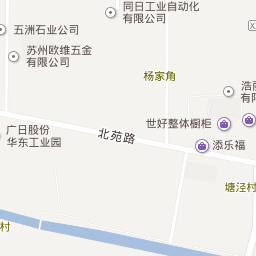 同日工业自动化
有限公司
五洲石业公司
苏州欧维五金
有限公司
杨家角
浩
有限
世好整体橱柜
广日股份
华东工业园
北苑路
添乐福
塘泾村
村